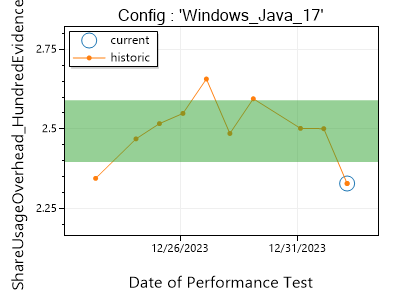 Config : 'Windows_Java_17'
current
historic
2.75
2.5
2.25
ShareUsageOverhead_HundredEvidence
12/26/2023
12/31/2023
Date of Performance Test